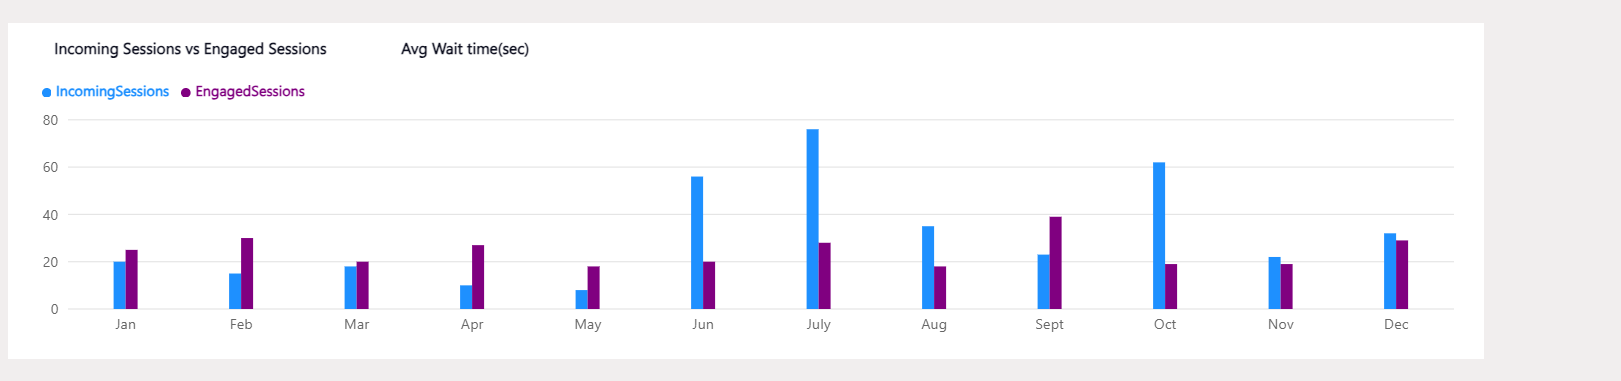 Incoming Sessions vs Engaged Sessions Avg Wait time(sec)
IncomingSessions EngagedSessions
80
60
40
20
0
Jan Feb Mar Apr May Jun July Aug Sept Oct Nov Dec